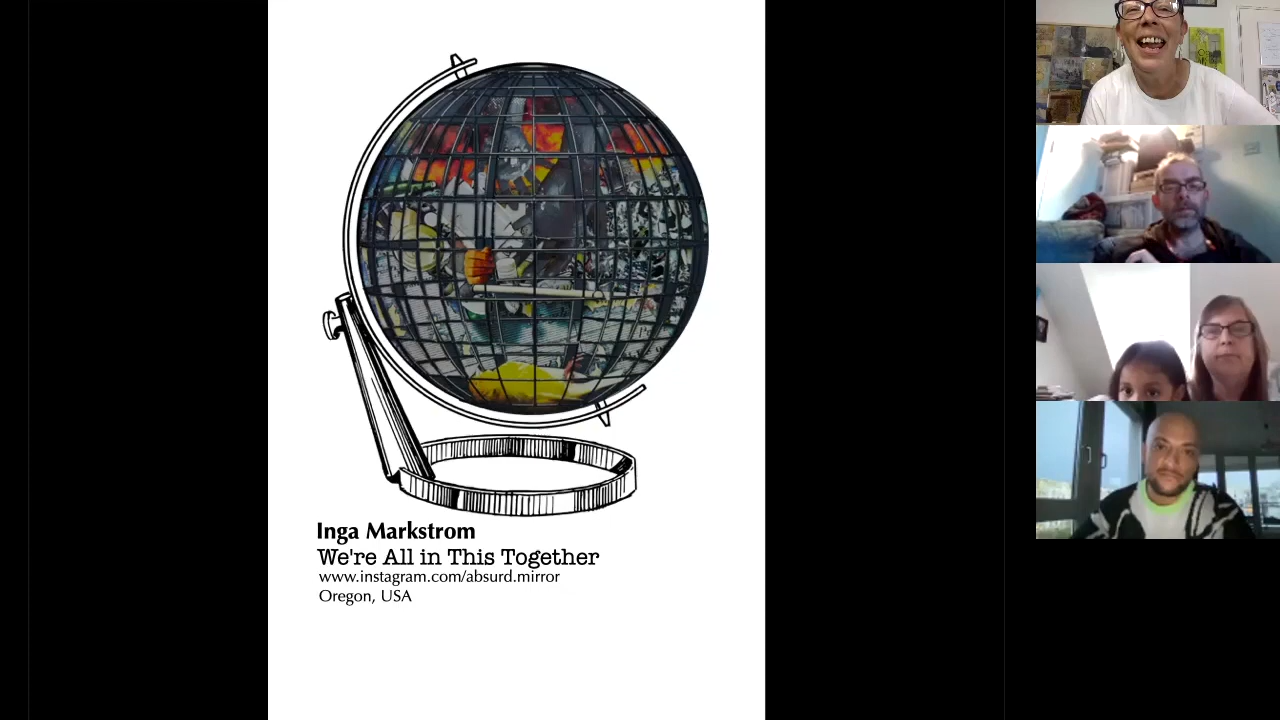 Inga Markstrom
We're All in This Together
www.instagram.com/absurd.mirror
Oregon, USA